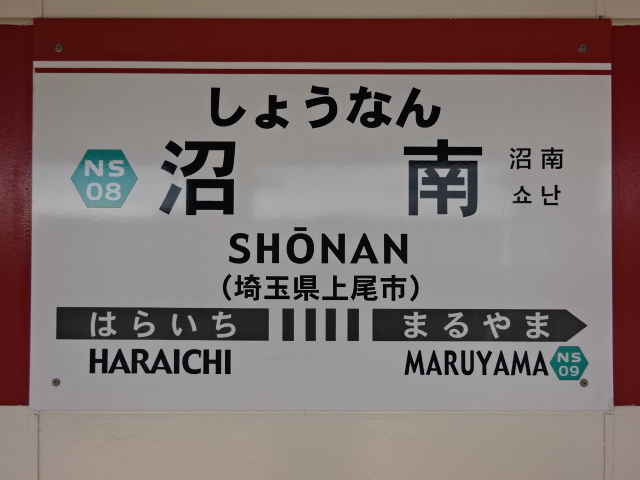 しょうなん
NS
08
沼南
沼南
쇼난
SHŌNAN
(埼玉県上尾市)
はらいち
まるやま
HARAICHI
MARUYAMA
NS
09